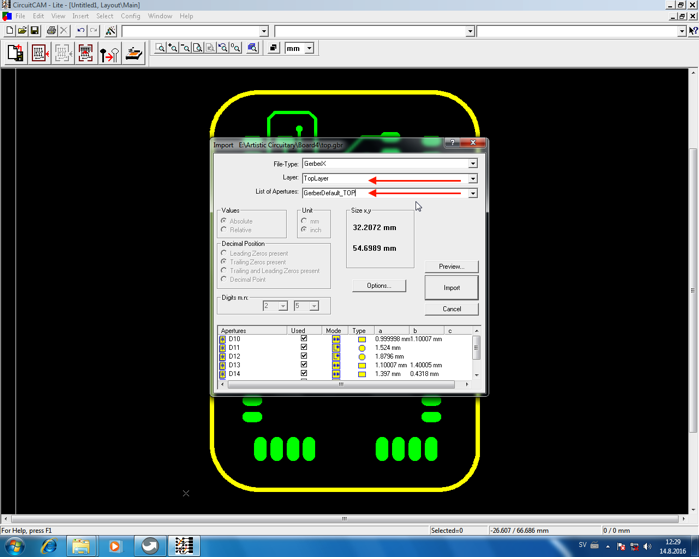 CircuitCAM - Lite - [Untitled1, Layout\Main]
File Edit View Insert Select Config Window Help
mm
Import E:\Artistic Circuitary\Board4\top.gbr
File-Type: GerberX
Layer: TopLayer
List of Apertures: GerberDefault_TOP
Values
Absolute
Relative
Unit
mm
inch
Size x,y
32.2072 mm
54.6989 mm
Decimal Position
Leading Zeros present
Trailing Zeros present
Trailing and Leading Zeros present
Decimal Point
Digits m.n:
2
5
Options...
Preview...
Import
Cancel
Apertures Used Mode Type a b c
D10 0.999998 mm 1.10007 mm
D11 1.524 mm
D12 1.8796 mm
D13 1.10007 mm 1.40005 mm
D14 1.397 mm 0.4318 mm
For Help, press F1
Selected=0
-26.607 / 66.686 mm
0 / 0 mm
SV
12:29
14.8.2016